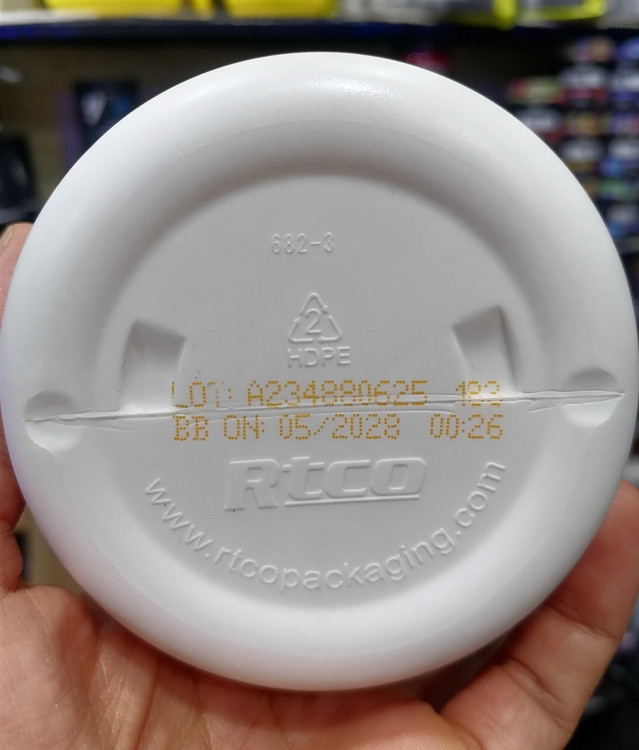 682-3
2
HDPE
LOT: A234880625 183
BB ON: 05/2028 00:26
Rtco
www.rtcopackaging.com